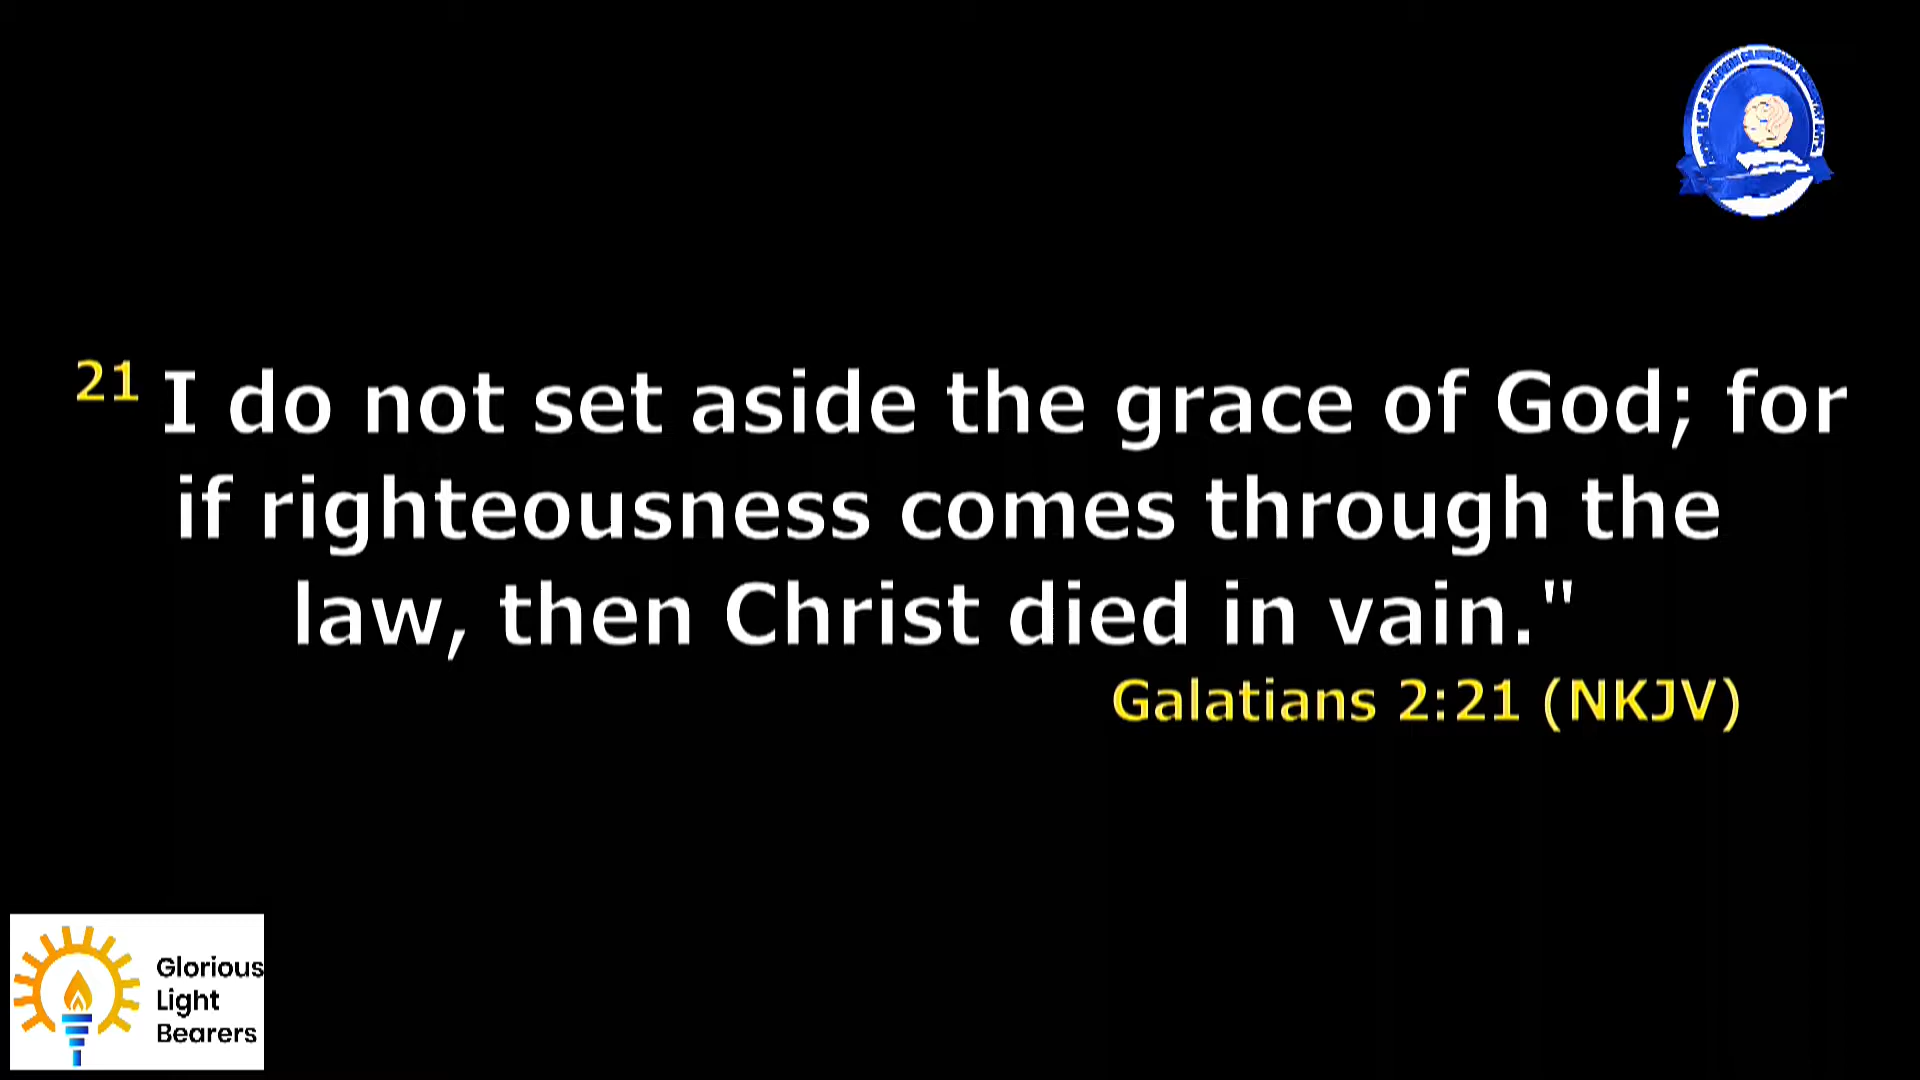 21 I do not set aside the grace of God; for
if righteousness comes through the
law, then Christ died in vain."
Galatians 2:21 (NKJV)
Glorious
Light
Bearers